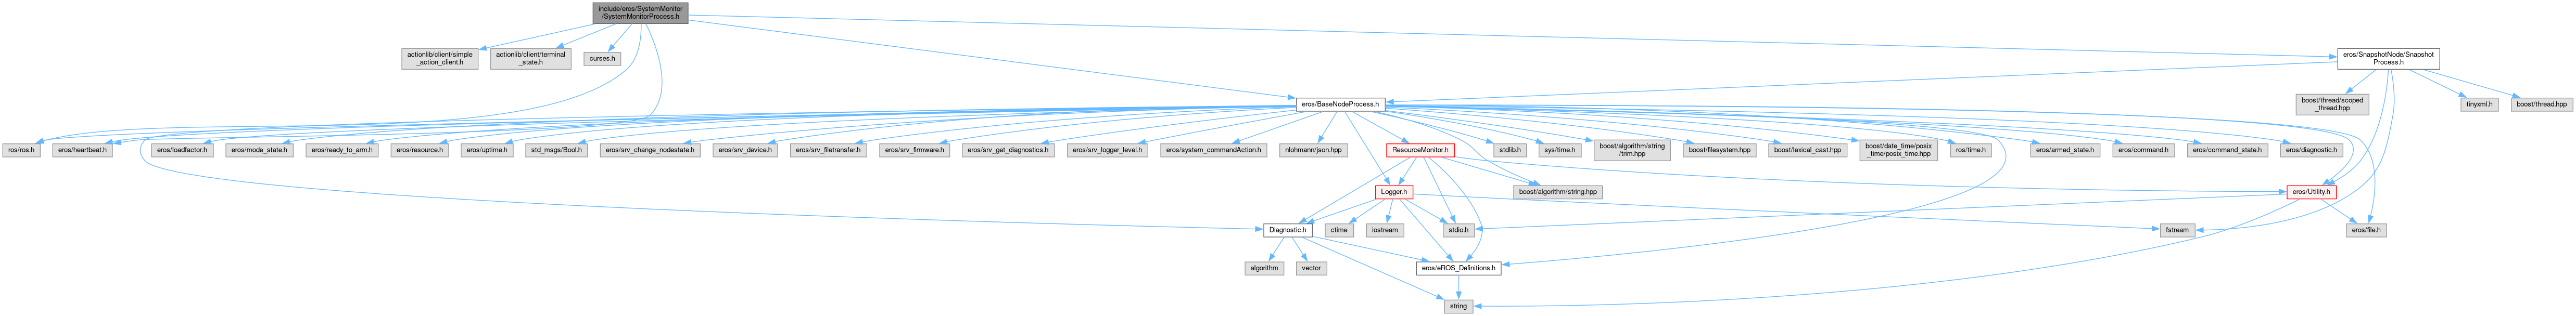 include/eros/SystemMonitor
/SystemMonitorProcess.h
actionlib/client/simple
_action_client.h
actionlib/client/terminal
_state.h
curses.h
eros/SnapshotNode/Snapshot
Process.h
eros/BaseNodeProcess.h
boost/thread/scoped
_thread.hpp
tinyxml.h
boost/thread.hpp
ros/ros.h
eros/heartbeat.h
eros/loadfactor.h
eros/mode_state.h
eros/ready_to_arm.h
eros/resource.h
eros/uptime.h
std_msgs/Bool.h
eros/srv_change_nodestate.h
eros/srv_device.h
eros/srv_filetransfer.h
eros/srv_firmware.h
eros/srv_get_diagnostics.h
eros/srv_logger_level.h
eros/system_commandAction.h
nlohmann/json.hpp
ResourceMonitor.h
stdlib.h
sys/time.h
boost/algorithm/string
/trim.hpp
boost/filesystem.hpp
boost/lexical_cast.hpp
boost/date_time/posix
_time/posix_time.hpp
ros/time.h
eros/armed_state.h
eros/command.h
eros/command_state.h
eros/diagnostic.h
Logger.h
boost/algorithm/string.hpp
eros/Utility.h
Diagnostic.h
ctime
iostream
stdio.h
fstream
eros/file.h
algorithm
vector
eros/eROS_Definitions.h
string